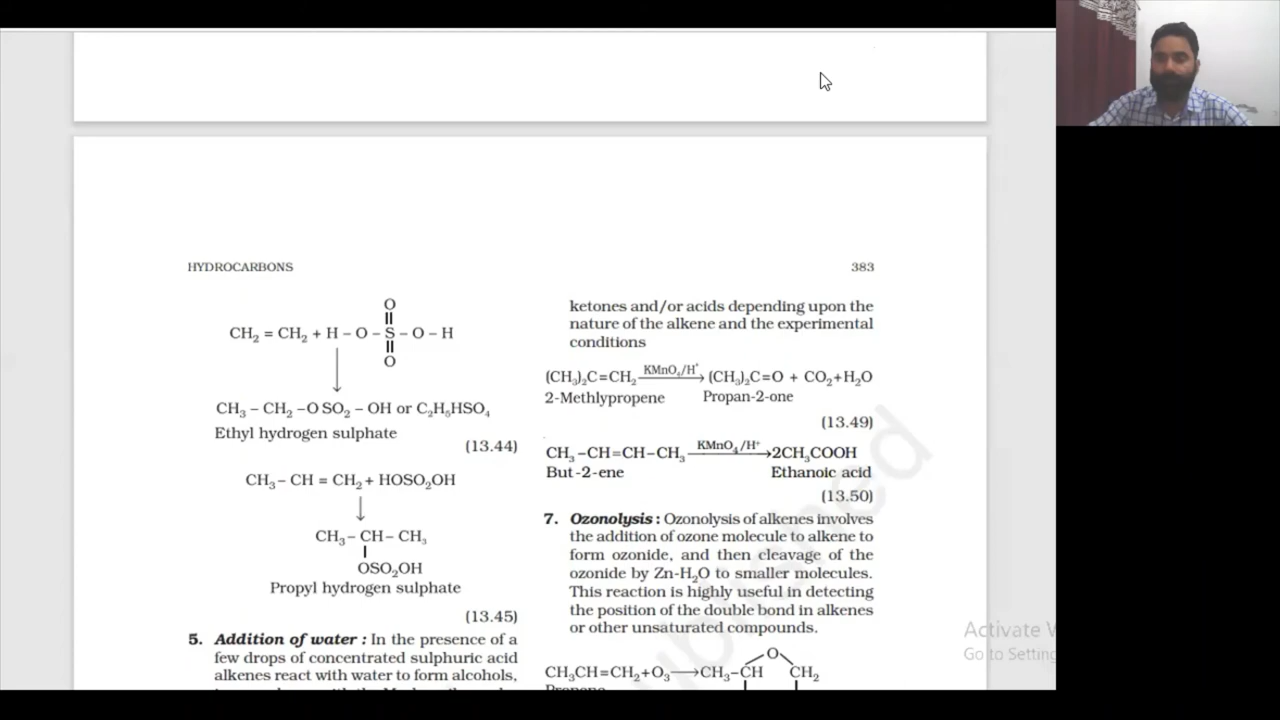 HYDROCARBONS
383
O
||
CH₂ = CH₂ + H – O – S – O – H
||
O
CH₃ – CH₂ –O SO₂ – OH or C₂H₅HSO₄
Ethyl hydrogen sulphate
(13.44)
CH₃ – CH = CH₂ + HOSO₂OH
↓
CH₃ – CH – CH₃
|
OSO₂OH
Propyl hydrogen sulphate
(13.45)
5. Addition of water : In the presence of a
few drops of concentrated sulphuric acid
alkenes react with water to form alcohols,
ketones and/or acids depending upon the
nature of the alkene and the experimental
conditions
(CH₃)₂C=CH₂ —KMnO₄/H⁺→ (CH₃)₂C=O + CO₂+H₂O
2-Methlypropene Propan-2-one
(13.49)
CH₃ –CH=CH–CH₃ —KMnO₄/H⁺→2CH₃COOH
But-2-ene Ethanoic acid
(13.50)
7. Ozonolysis : Ozonolysis of alkenes involves
the addition of ozone molecule to alkene to
form ozonide, and then cleavage of the
ozonide by Zn-H₂O to smaller molecules.
This reaction is highly useful in detecting
the position of the double bond in alkenes
or other unsaturated compounds.
O
CH₃CH=CH₂+O₃→CH₃–CH CH₂
Activate W
Go to Setting